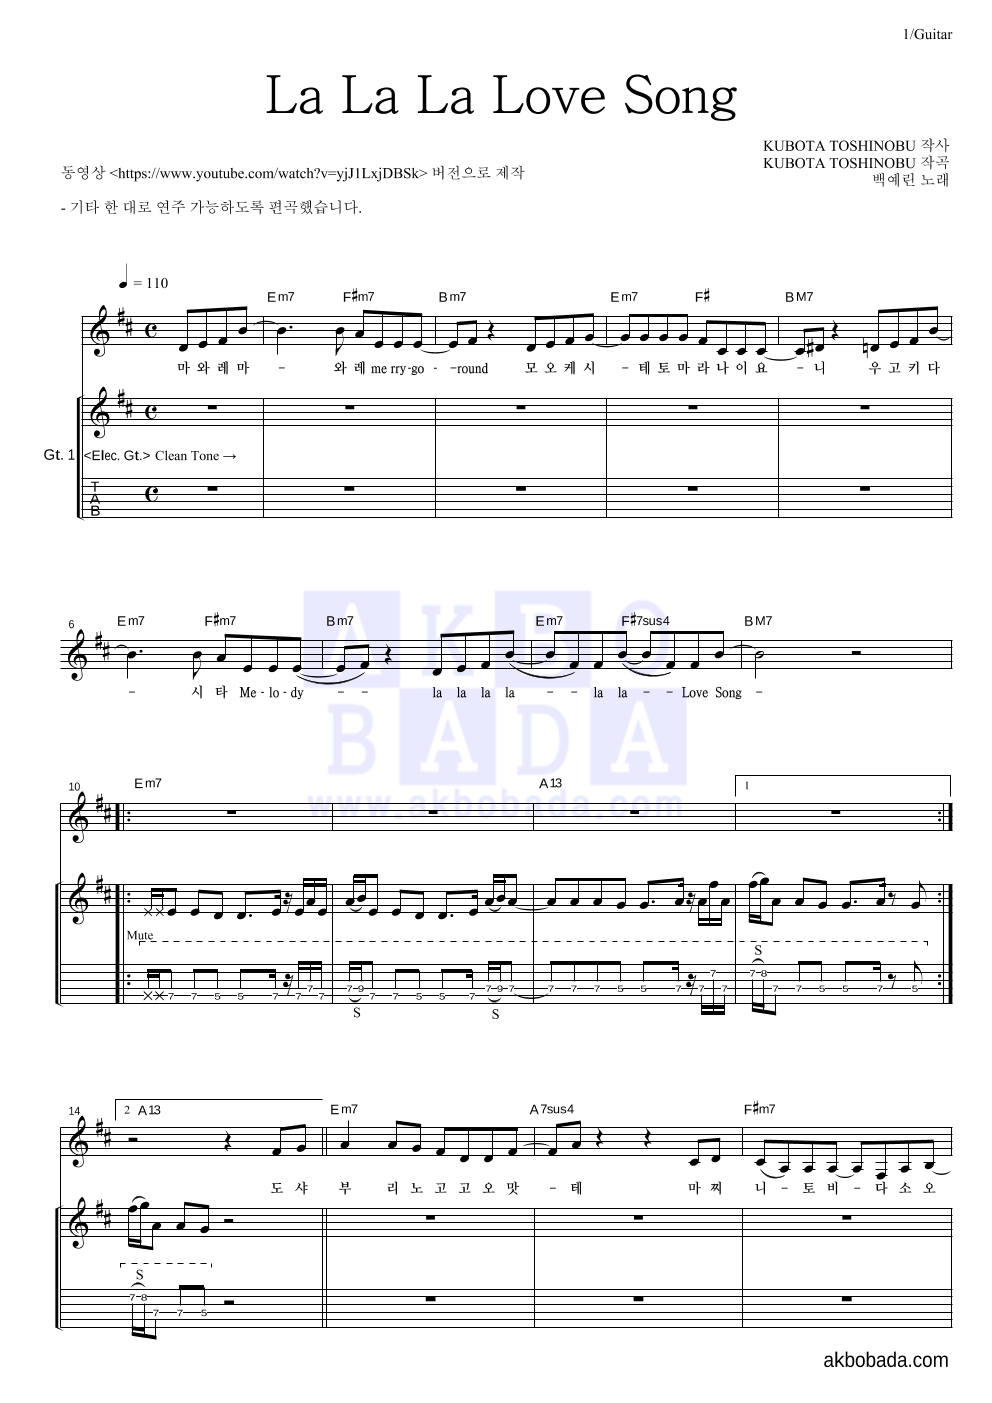 1/Guitar
La La La Love Song
KUBOTA TOSHINOBU 작사
KUBOTA TOSHINOBU 작곡
백예린 노래
동영상 <https://www.youtube.com/watch?v=yjJ1LxjDBSk> 버전으로 제작
- 기타 한 대로 연주 가능하도록 편곡했습니다.
= 110
Em7 F#m7 Bm7 Em7 F# BM7
마 와 레 마 - 와 레 me rry-go - -round 모 오 케 시 - 테 토 마 라 나 이 요 - 니 우 고 키 다
Gt. 1 <Elec. Gt.> Clean Tone →
T
A
B
6 Em7 F#m7 Bm7 Em7 F#7sus4 BM7
- 시 타 Me-lo-dy - - la la la la - - la la - - Love Song -
AKBO
BADA
www.akbobada.com
10 Em7 A13 1
Mute
S
7 7 5 5 7 7 7 7 7 9 7 7 5 5 7 7 9 7 7 7 7 5 5 7 7 7 7 7 8 7 7 5 5 7 5
S S
14 2 A13 Em7 A7sus4 F#m7
도 샤 부 리 노 고 고 오 맛 - 테 마 찌 니 - 토 비 - 다 소 오
S
7 8 7 7 5
akbobada.com